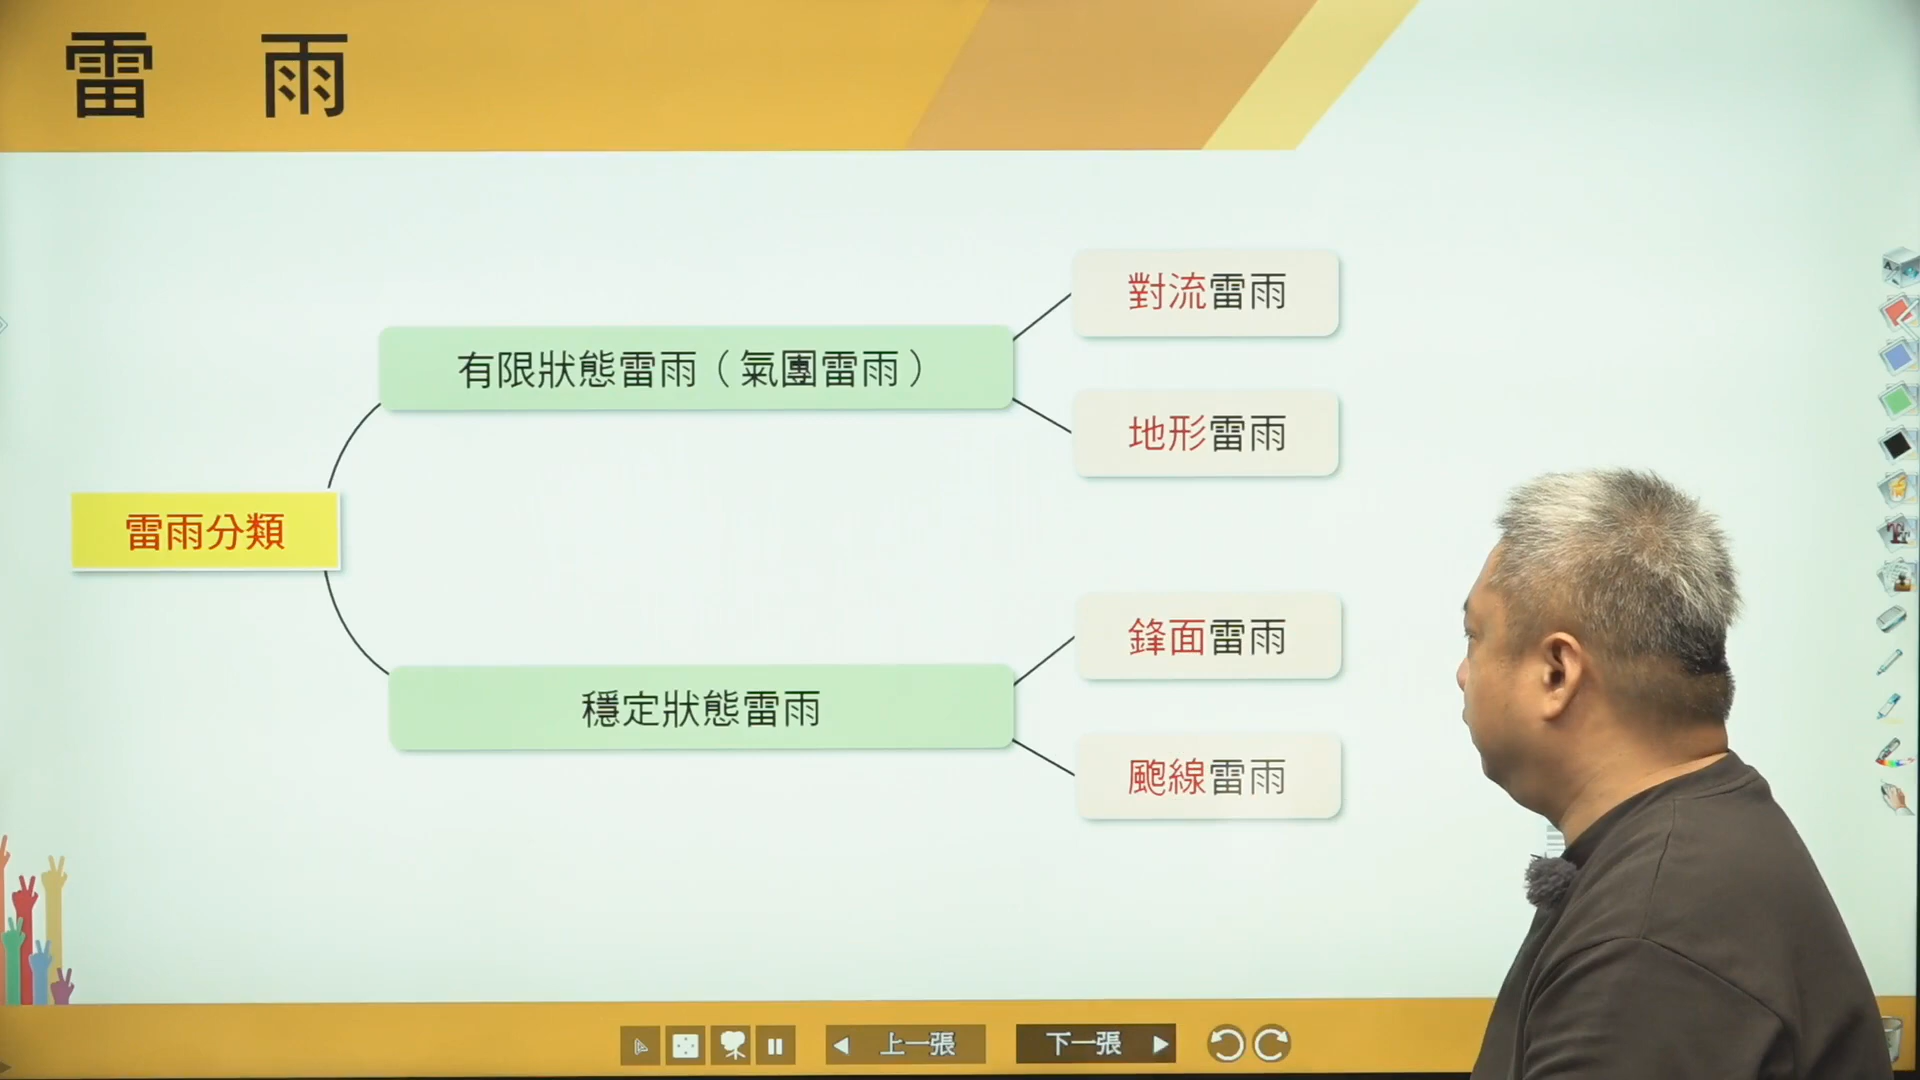 雷 雨
對流雷雨
有限狀態雷雨（氣團雷雨）
地形雷雨
雷雨分類
鋒面雷雨
穩定狀態雷雨
颮線雷雨
上一張
下一張